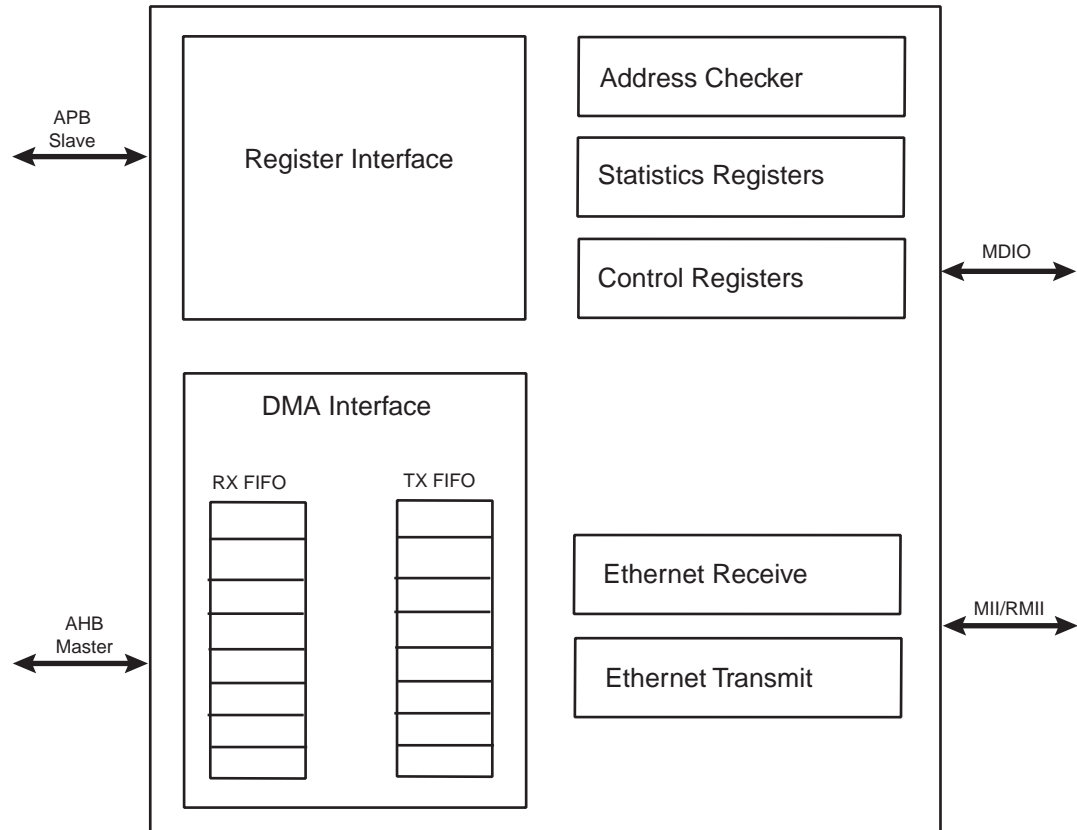 APB
Slave
Register Interface
Address Checker
Statistics Registers
Control Registers
MDIO
DMA Interface
RX FIFO
TX FIFO
AHB
Master
Ethernet Receive
Ethernet Transmit
MII/RMII